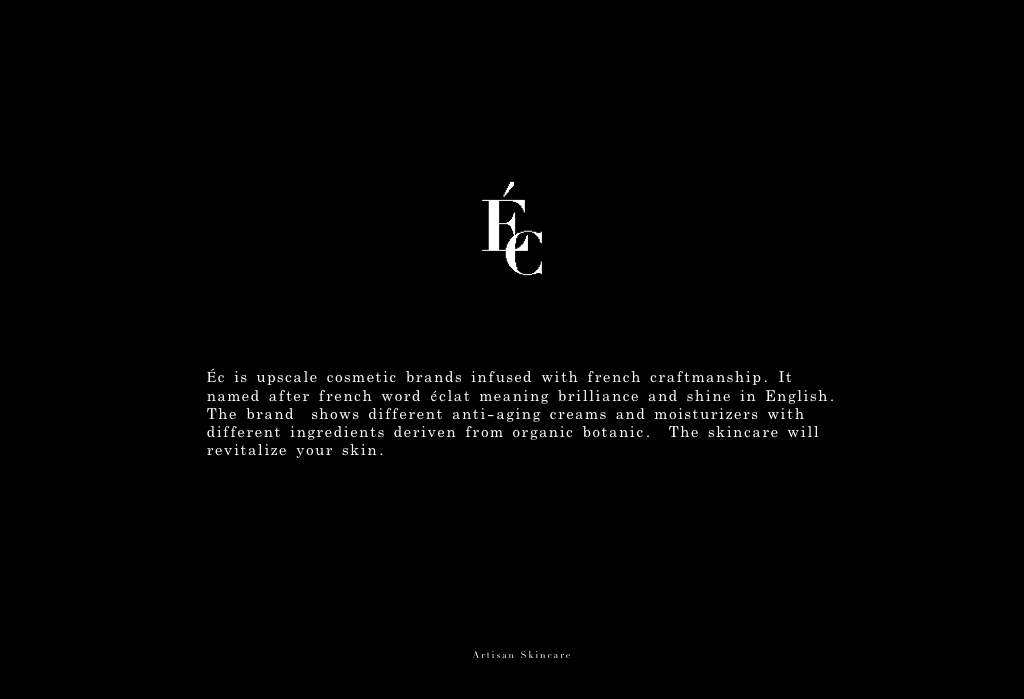 Éc
Éc is upscale cosmetic brands infused with french craftmanship. It
named after french word éclat meaning brilliance and shine in English.
The brand  shows different anti-aging creams and moisturizers with
different ingredients deriven from organic botanic.  The skincare will
revitalize your skin.
Artisan Skincare